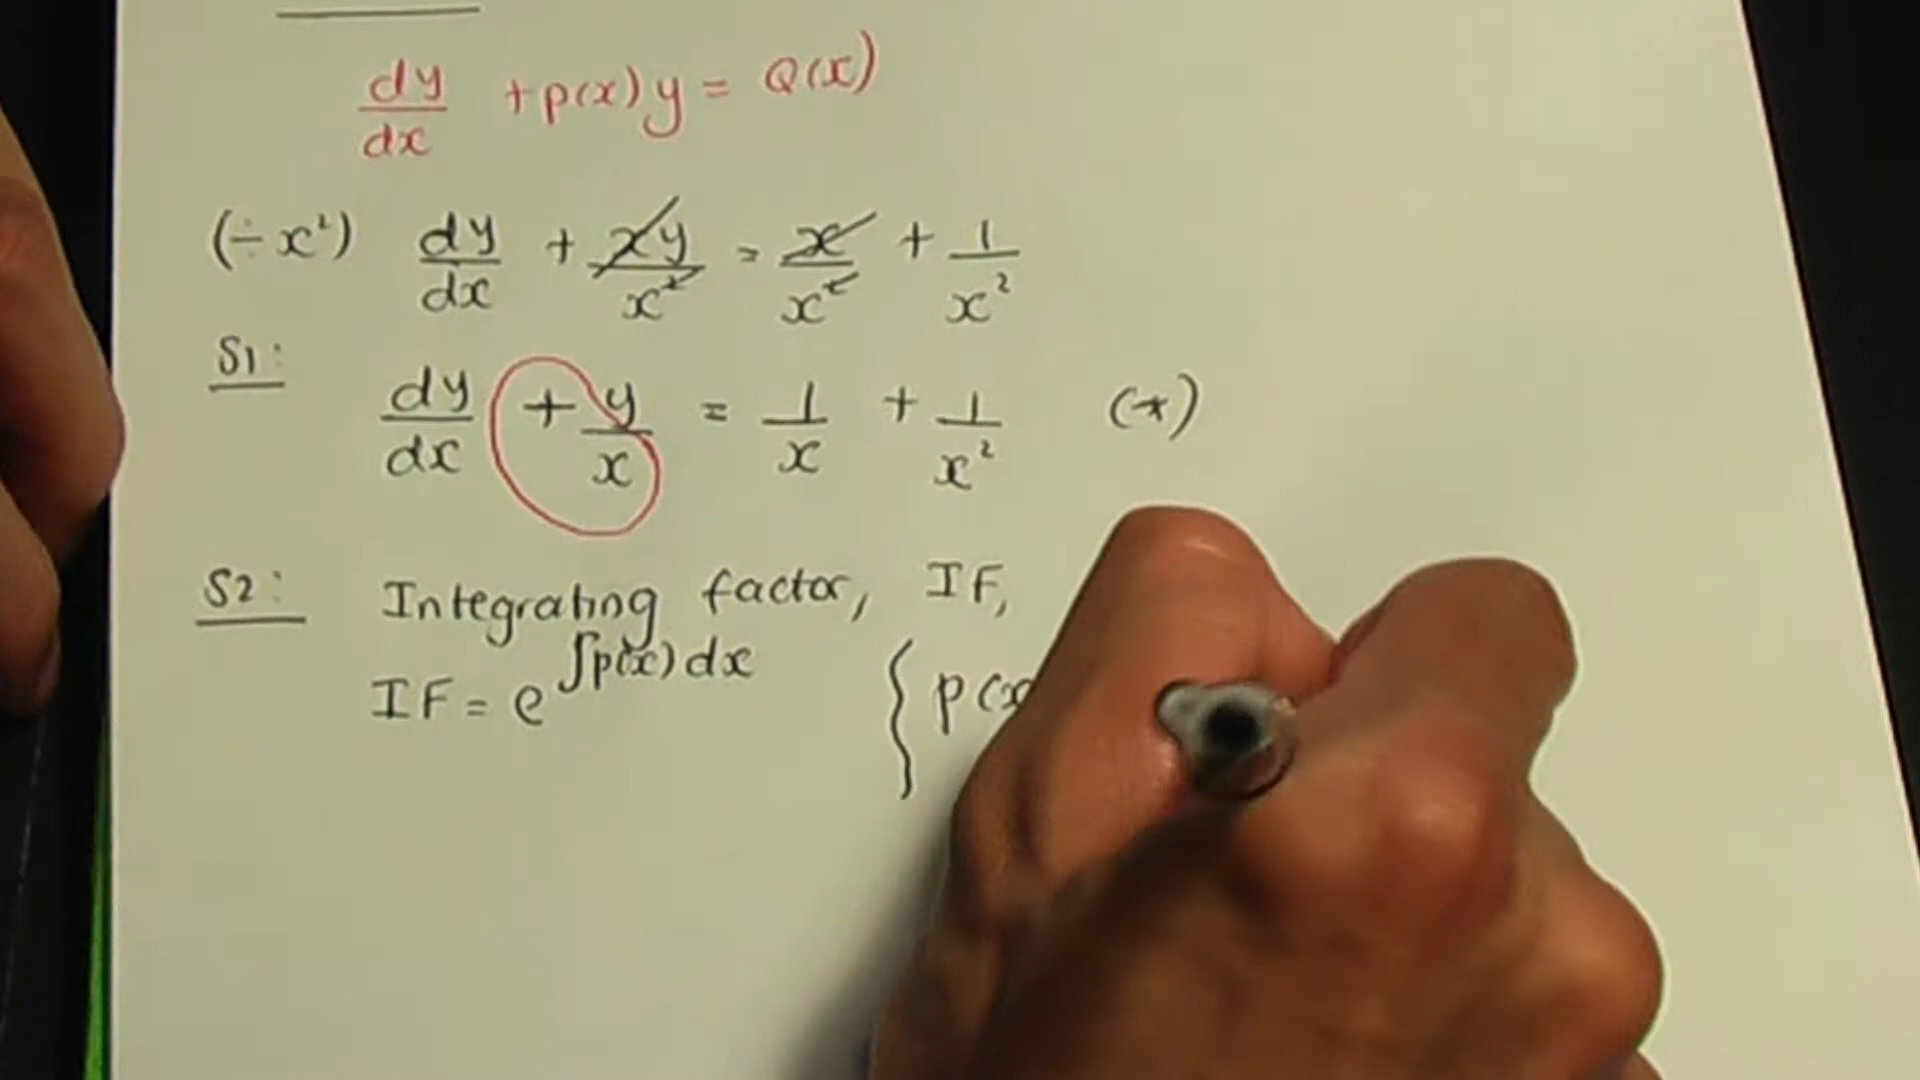 dy/dx + p(x)y = Q(x)
(÷x²) dy/dx + xy/x² = x/x² + 1/x²
S1:
dy/dx + y/x = 1/x + 1/x² (*)
S2: Integrating factor, IF,
IF = e^∫p(x)dx { p(x